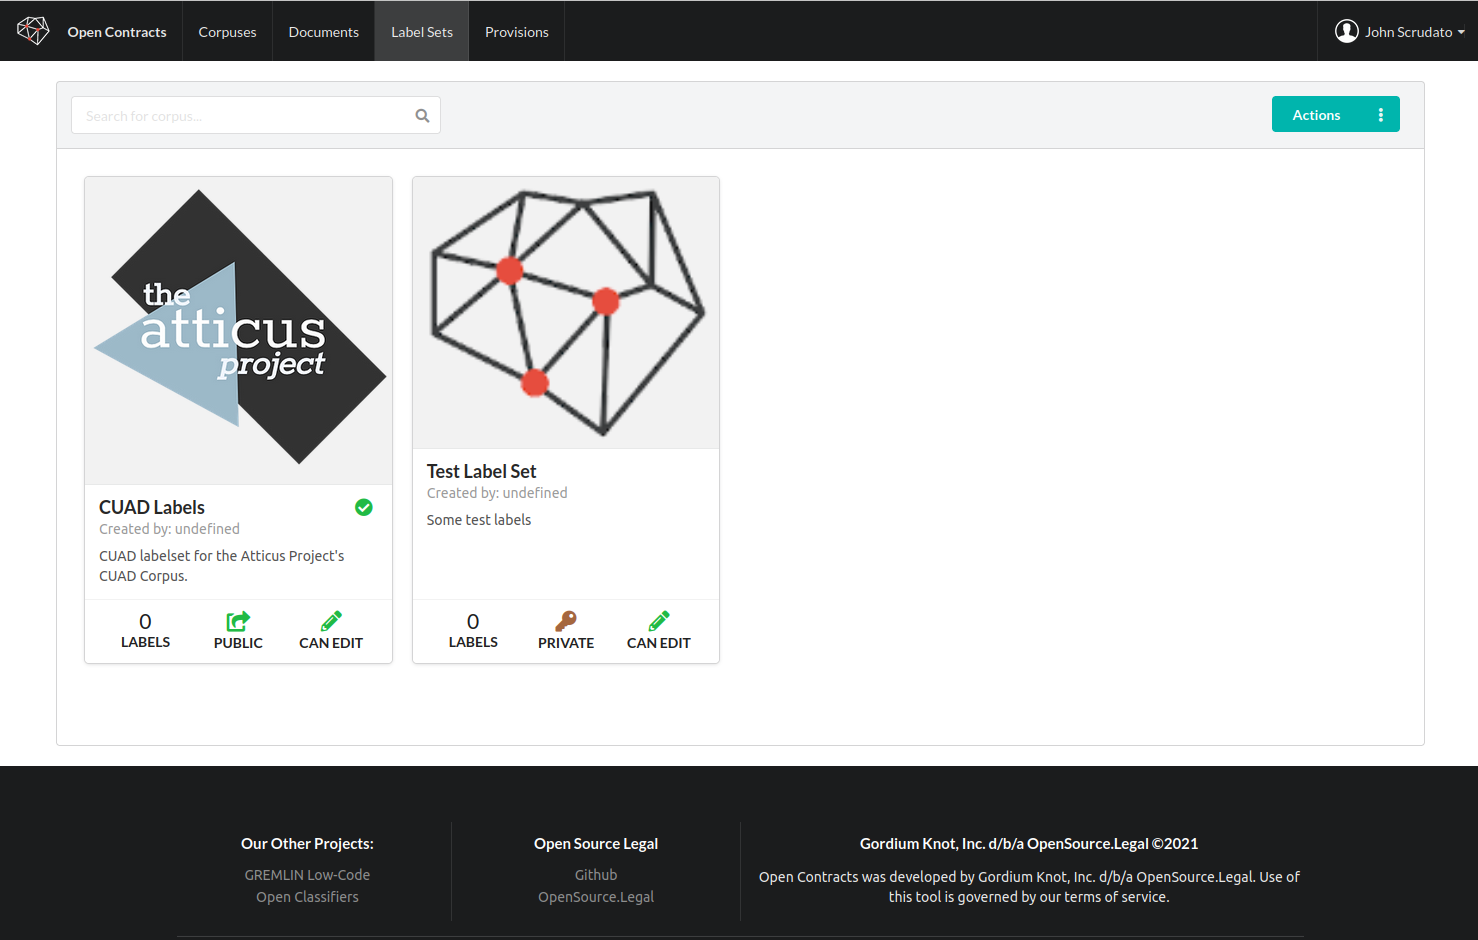 Open Contracts
Corpuses
Documents
Label Sets
Provisions
John Scrudato
Search for corpus...
Actions
the
atticus
project
CUAD Labels
Created by: undefined
CUAD labelset for the Atticus Project's
CUAD Corpus.
0
LABELS
PUBLIC
CAN EDIT
Test Label Set
Created by: undefined
Some test labels
0
LABELS
PRIVATE
CAN EDIT
Our Other Projects:
GREMLIN Low-Code
Open Classifiers
Open Source Legal
Github
OpenSource.Legal
Gordium Knot, Inc. d/b/a OpenSource.Legal ©2021
Open Contracts was developed by Gordium Knot, Inc. d/b/a OpenSource.Legal. Use of
this tool is governed by our terms of service.